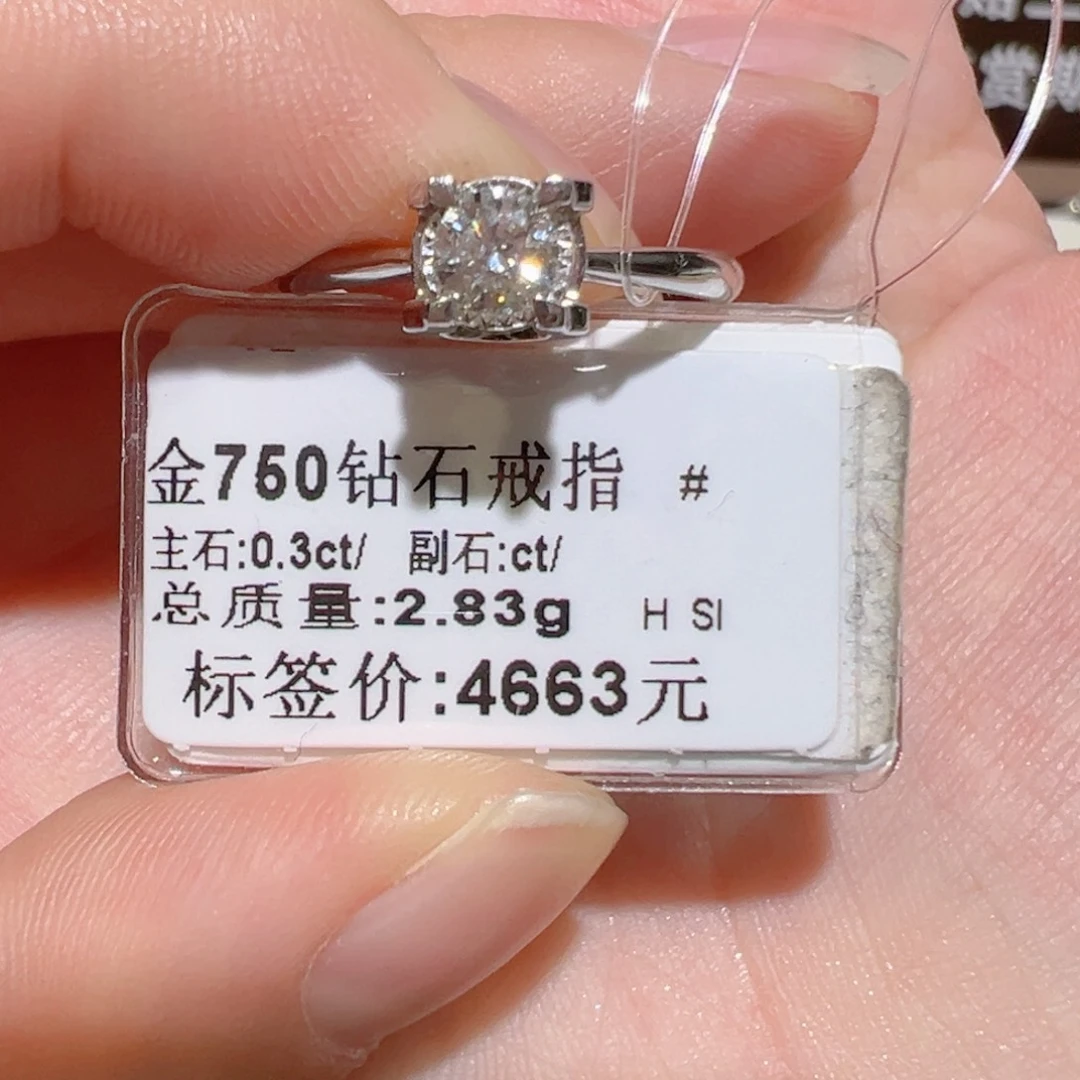 當
金750钻石戒指 #
主石:0.3ct/ 副石:ct/
总质量:2.83g H SI
标签价:4663元